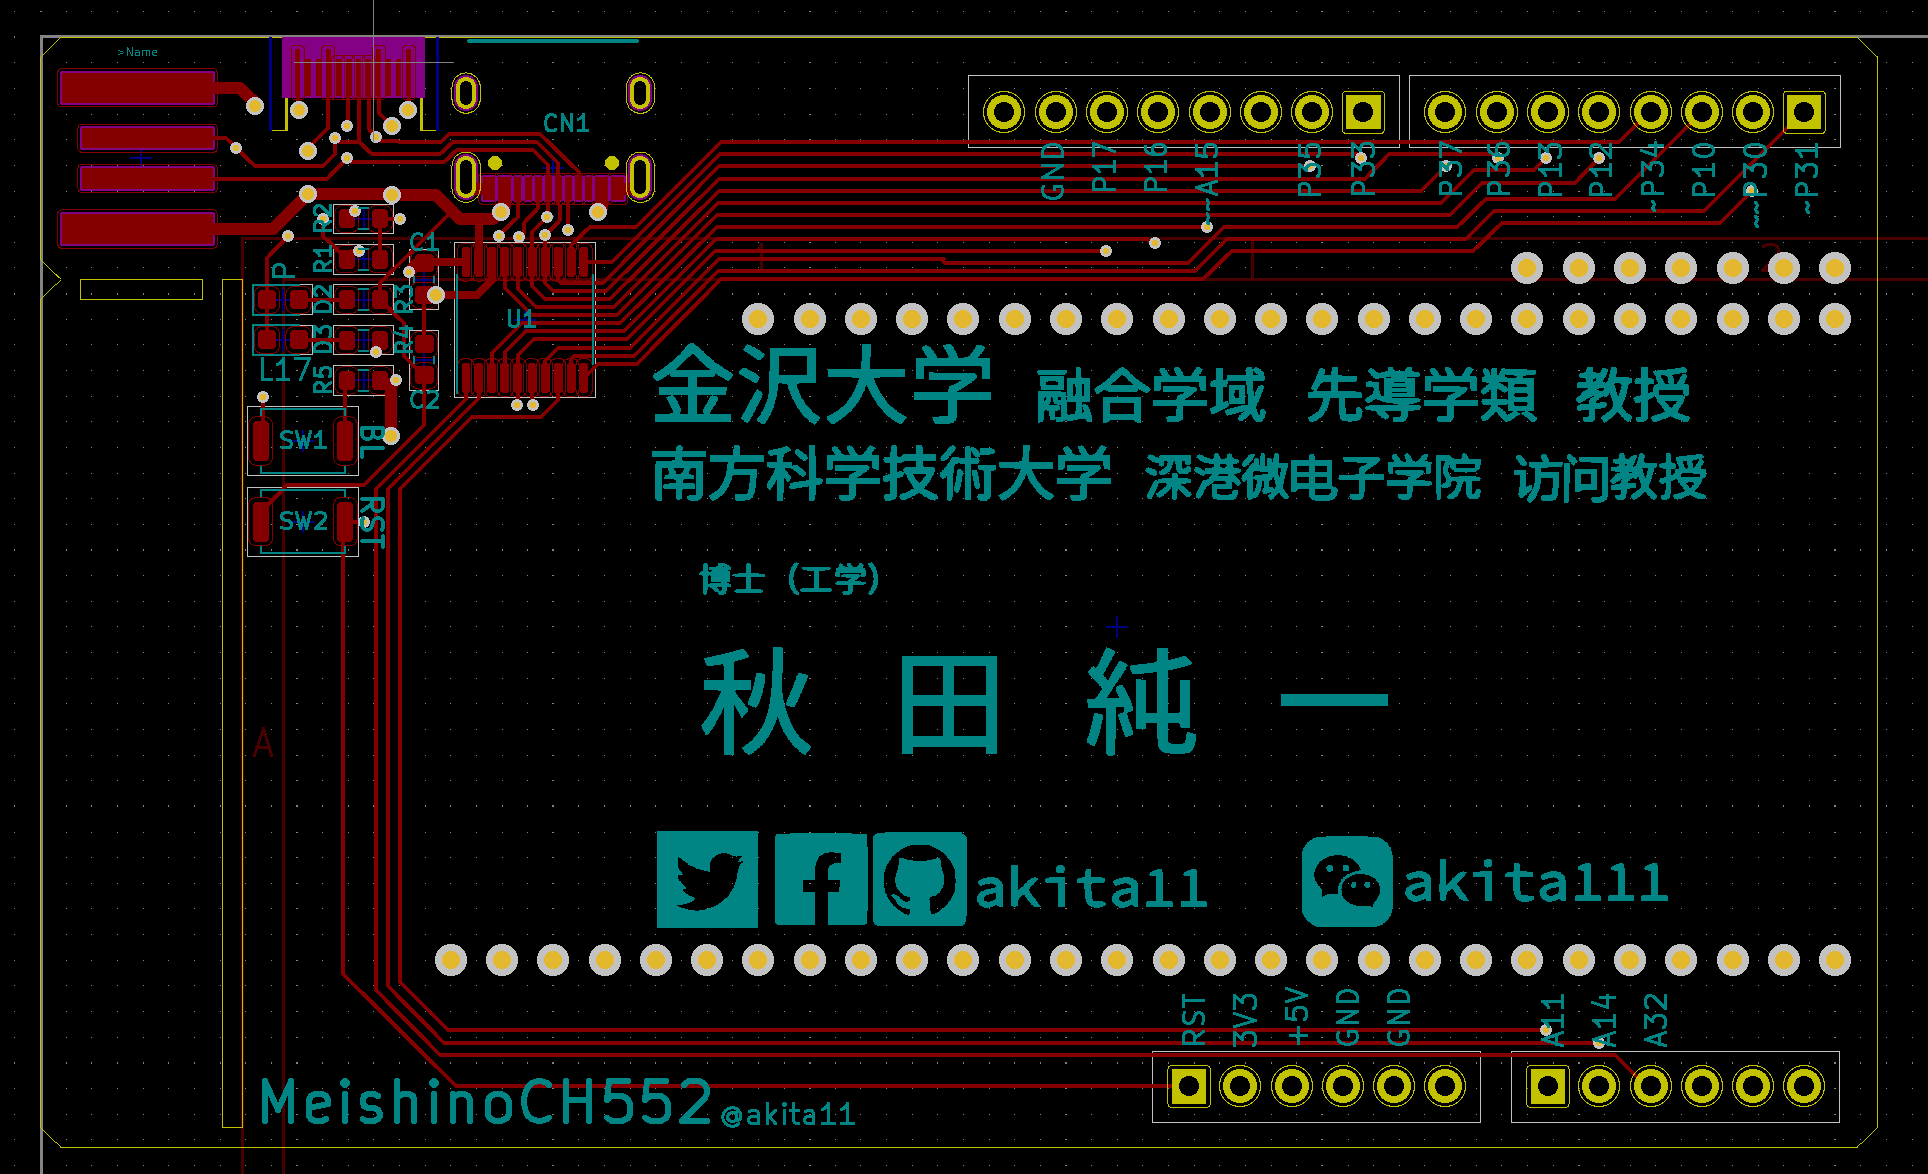 >Name
CN1
GND P17 P16 ~~A15 P35 P33 P37 P36 P13 P12 ~P34 P10 ~~P30 ~P31
R2
C1
R1
P
1
2
D2 R3
U1
D3 R4
L17
R5
C2
金沢大学 融合学域 先導学類 教授
SW1 BL
南方科学技術大学 深港微电子学院 访问教授
SW2 RST
博士（工学）
秋田純一
A
akita11 akita111
RST 3V3 +5V GND GND A11 A14 A32
MeishinoCH552 @akita11